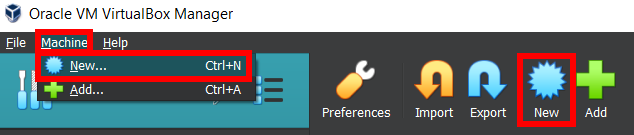 Oracle VM VirtualBox Manager
File Machine Help
New... Ctrl+N
Add... Ctrl+A
Preferences Import Export New Add